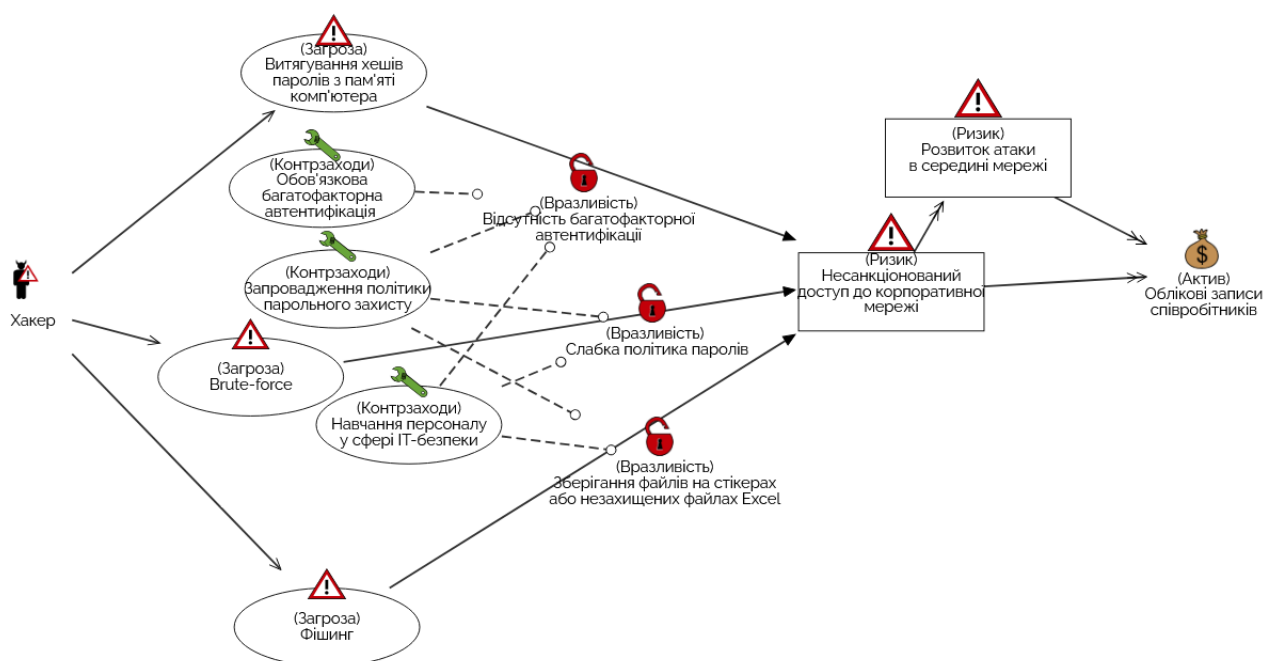 (Загроза)
Витягування хешів
паролів з пам'яті
комп'ютера
(Контрзаходи)
Обов'язкова
багатофакторна
автентифікація
(Вразливість)
Відсутність багатофакторної
автентифікації
(Ризик)
Розвиток атаки
в середині мережі
(Контрзаходи)
Запровадження політики
парольного захисту
(Ризик)
Несанкціонований
доступ до корпоративної
мережі
$
(Актив)
Облікові записи
співробітників
Хакер
(Вразливість)
Слабка політика паролів
(Загроза)
Brute-force
(Контрзаходи)
Навчання персоналу
у сфері ІТ-безпеки
(Вразливість)
Зберігання файлів на стікерах
або незахищених файлах Excel
(Загроза)
Фішинг